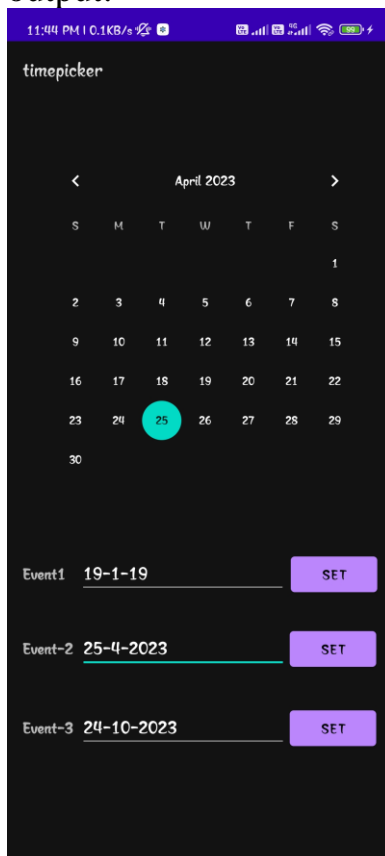 output:
11:44 PM | 0.1KB/s 4G 99
timepicker
April 2023
S M T W T F S
1
2 3 4 5 6 7 8
9 10 11 12 13 14 15
16 17 18 19 20 21 22
23 24 25 26 27 28 29
30
Event1 19-1-19 SET
Event-2 25-4-2023 SET
Event-3 24-10-2023 SET